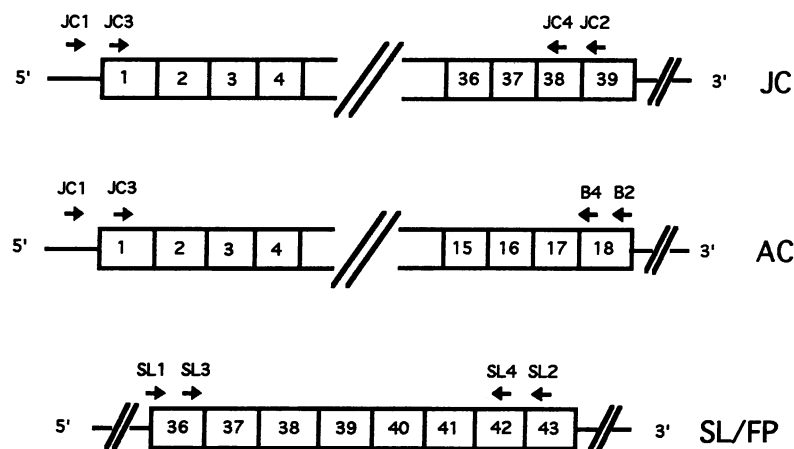 JC1 JC3 JC4 JC2
5' 1 2 3 4 36 37 38 39 3' JC
JC1 JC3 B4 B2
5' 1 2 3 4 15 16 17 18 3' AC
SL1 SL3 SL4 SL2
5' 36 37 38 39 40 41 42 43 3' SL/FP